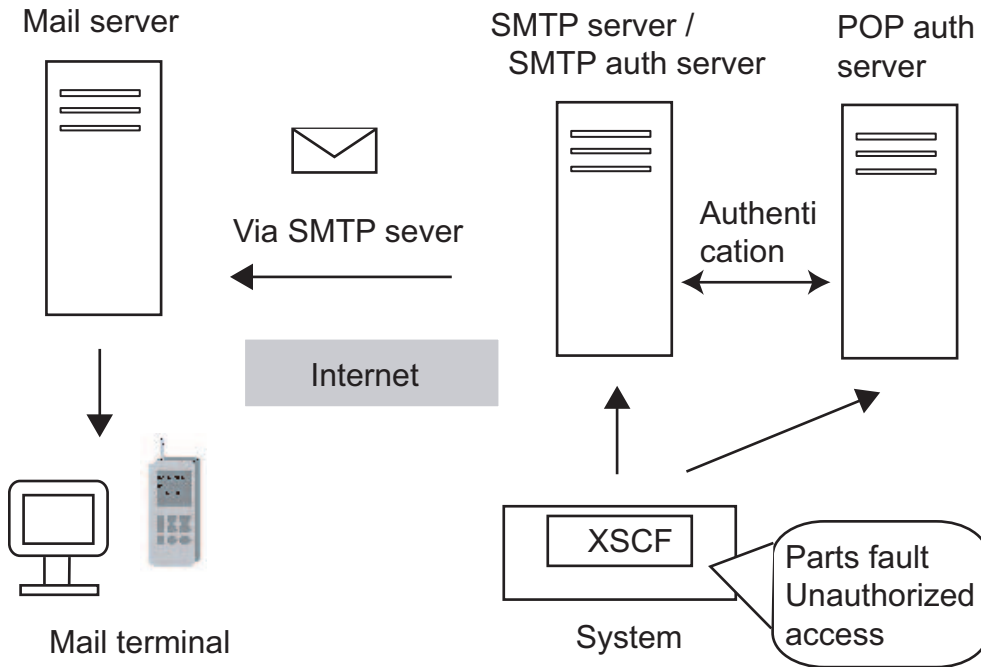 Mail server
SMTP server /
SMTP auth server
POP auth
server
Via SMTP sever
Authenti
cation
Internet
XSCF
Parts fault
Unauthorized
access
Mail terminal
System